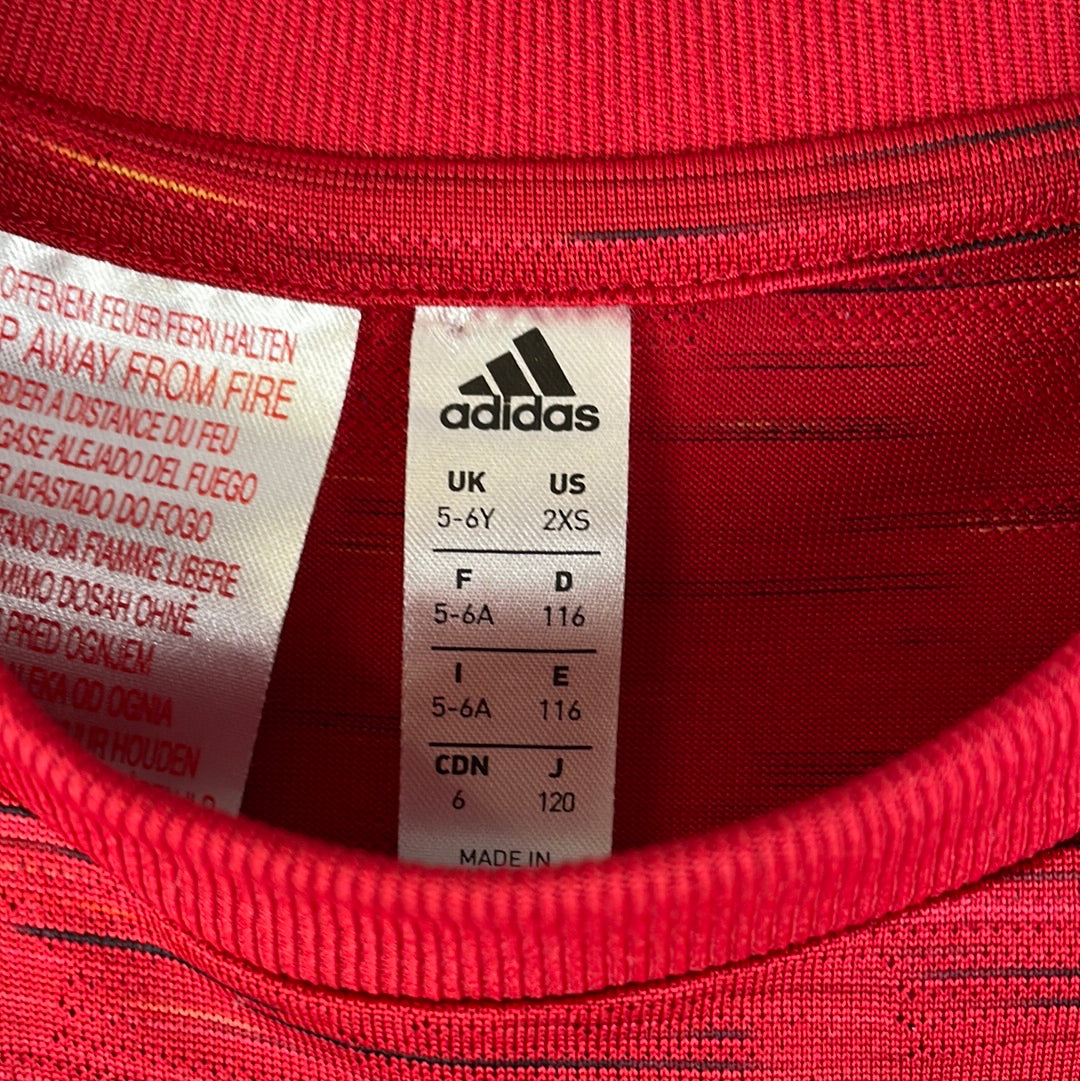 OFFENEM FEUER FERN HALTEN
AWAY FROM FIRE
A DISTANCE DU FEU
ALEJADO DEL FUEGO
AFASTADO DO FOGO
DA FIAMME LIBERE
MIMO DOSAH OHNĚ
PRED OGNJEM
OD OGNIA
HOUDEN
adidas
UK US
5-6Y 2XS
F D
5-6A 116
I E
5-6A 116
CDN J
6 120
MADE IN